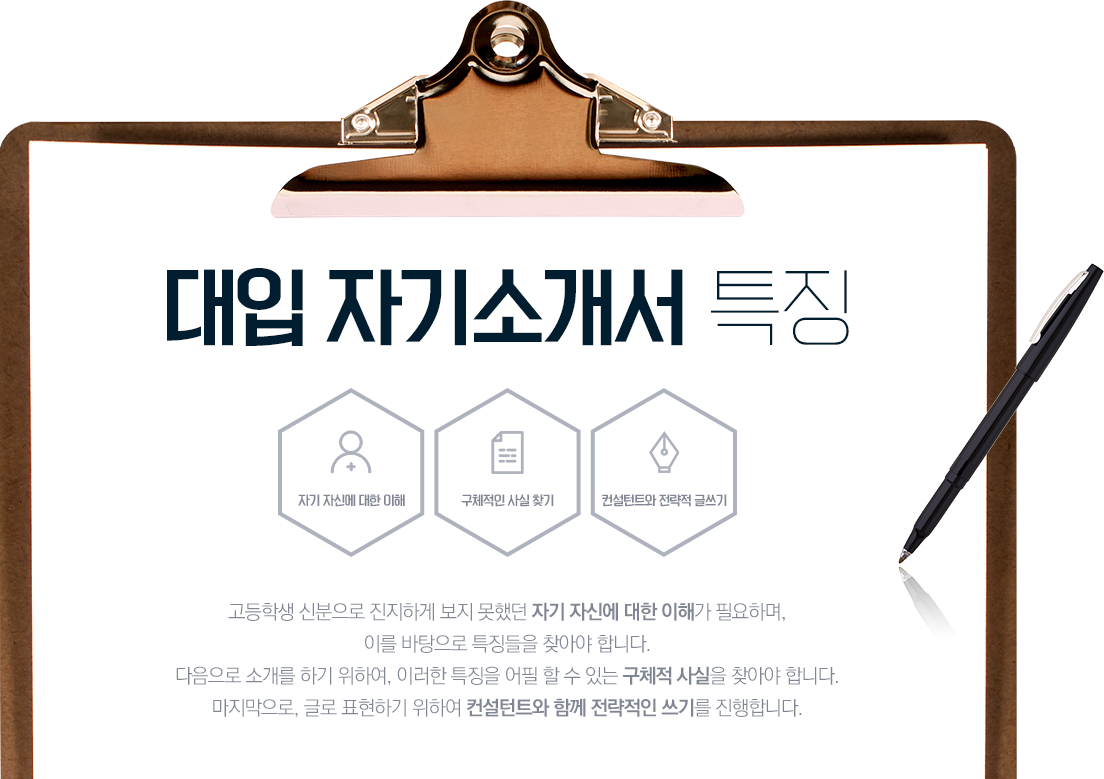 대입 자기소개서 특징
자기 자신에 대한 이해
구체적인 사실 찾기
컨설턴트와 전략적 글쓰기
고등학생 신분으로 진지하게 보지 못했던 자기 자신에 대한 이해가 필요하며,
이를 바탕으로 특징들을 찾아야 합니다.
다음으로 소개를 하기 위하여, 이러한 특징을 어필 할 수 있는 구체적 사실을 찾아야 합니다.
마지막으로, 글로 표현하기 위하여 컨설턴트와 함께 전략적인 쓰기를 진행합니다.